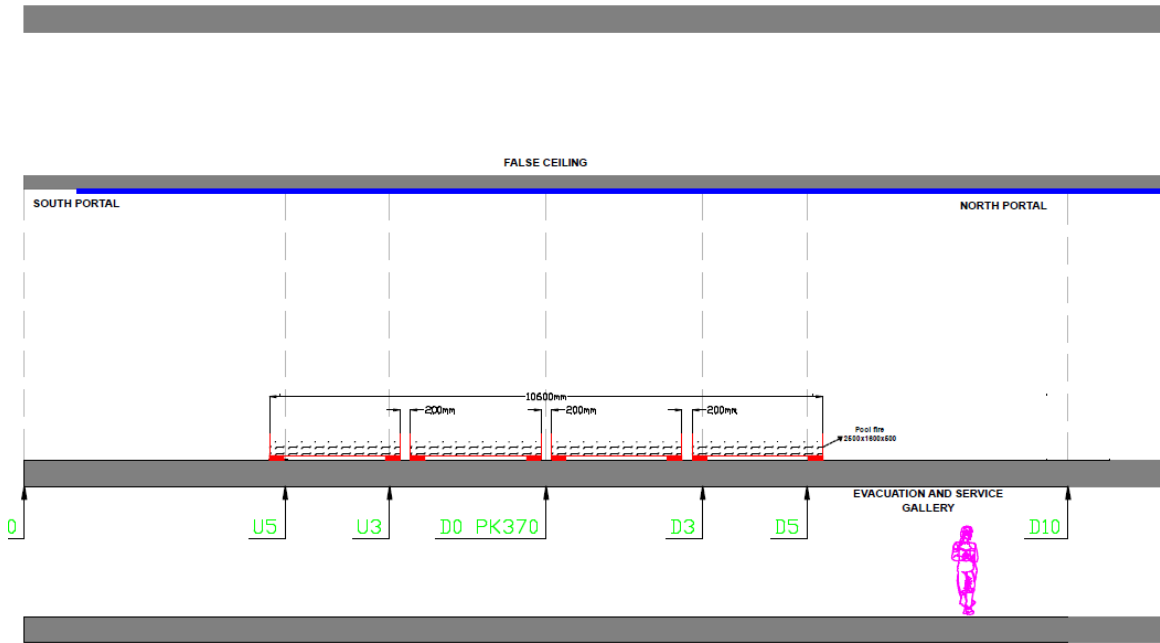 FALSE CEILING
SOUTH PORTAL
NORTH PORTAL
10600mm
200mm
200mm
200mm
Pool fire
2500x1600x500
EVACUATION AND SERVICE
GALLERY
0
U5
U3
D0 PK370
D3
D5
D10